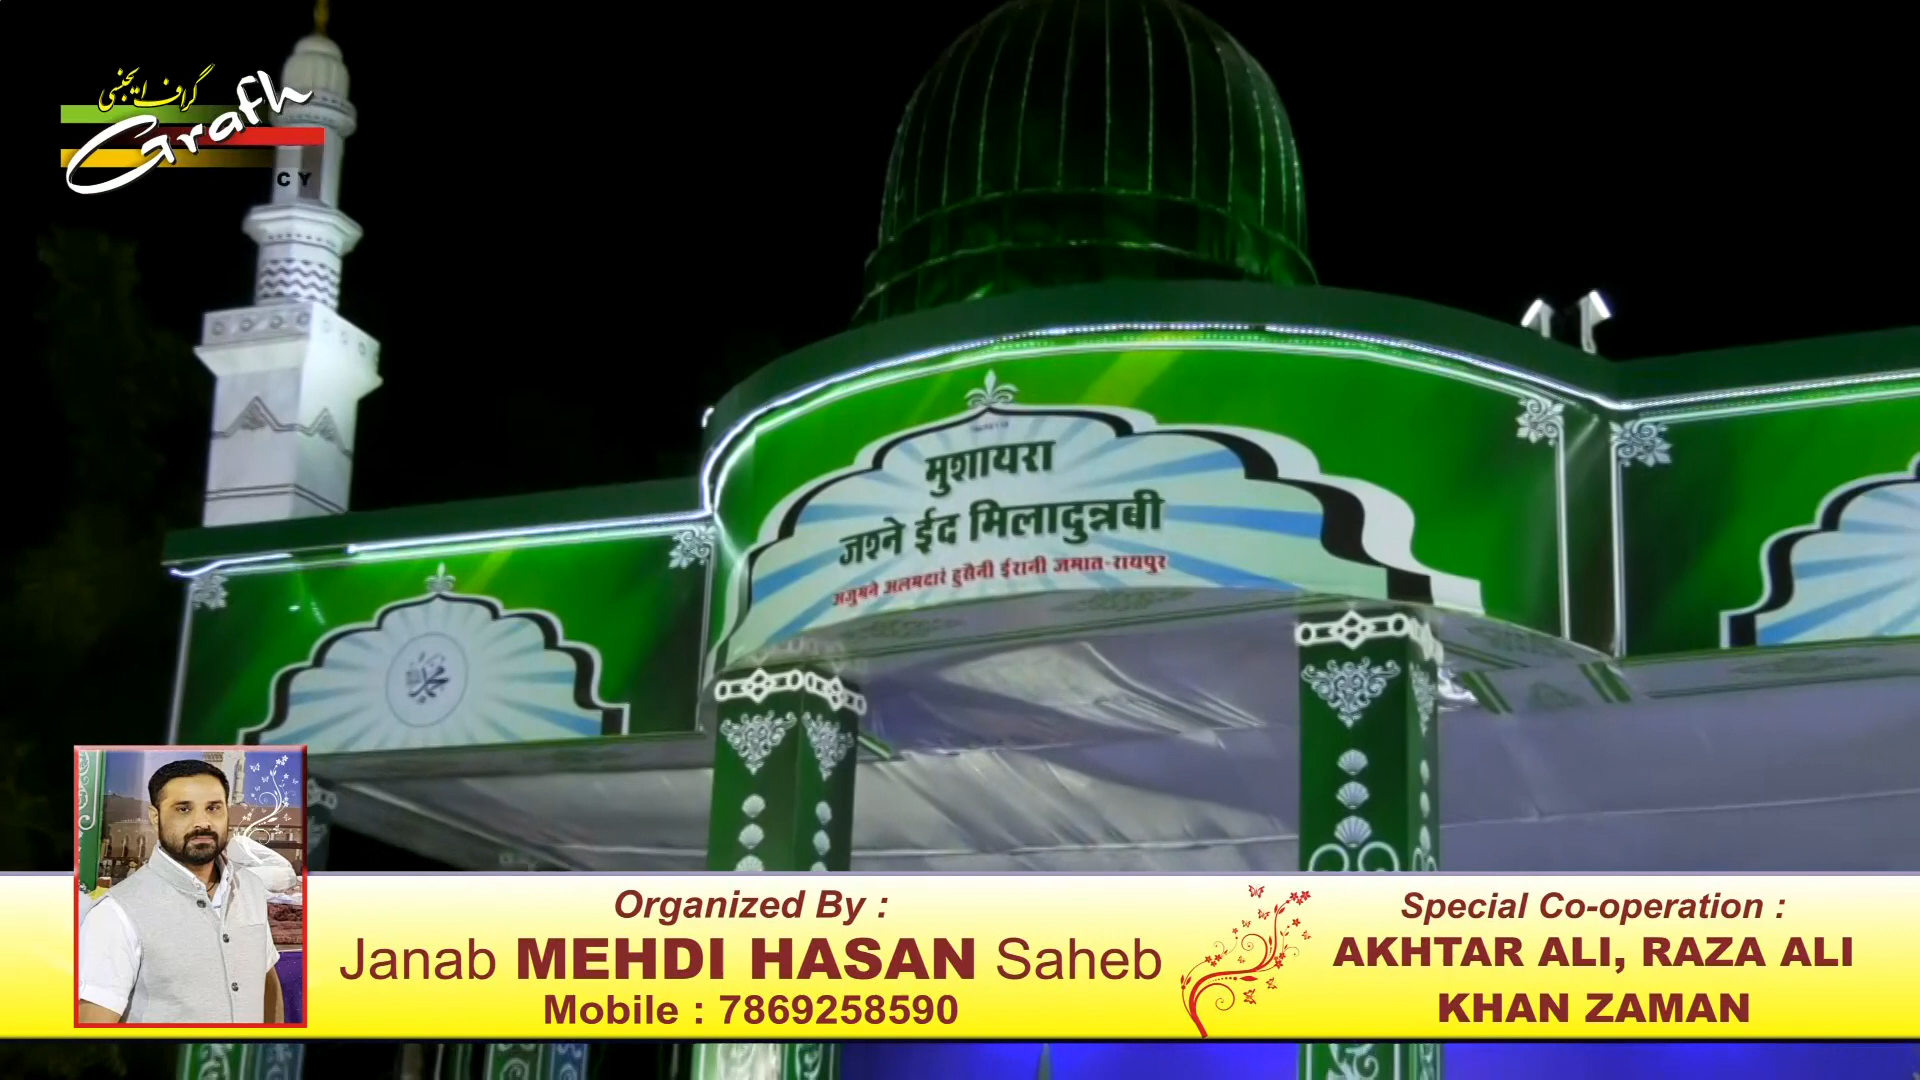 گراف ایجنسی
Grafh
CY
मुशायरा
जश्ने ईद मिलादुन्नबी
अंजुमने अलमदारे हुसैनी ईरानी जमात-रायपुर
محمد
Organized By :
Janab MEHDI HASAN Saheb
Mobile : 7869258590
Special Co-operation :
AKHTAR ALI, RAZA ALI
KHAN ZAMAN